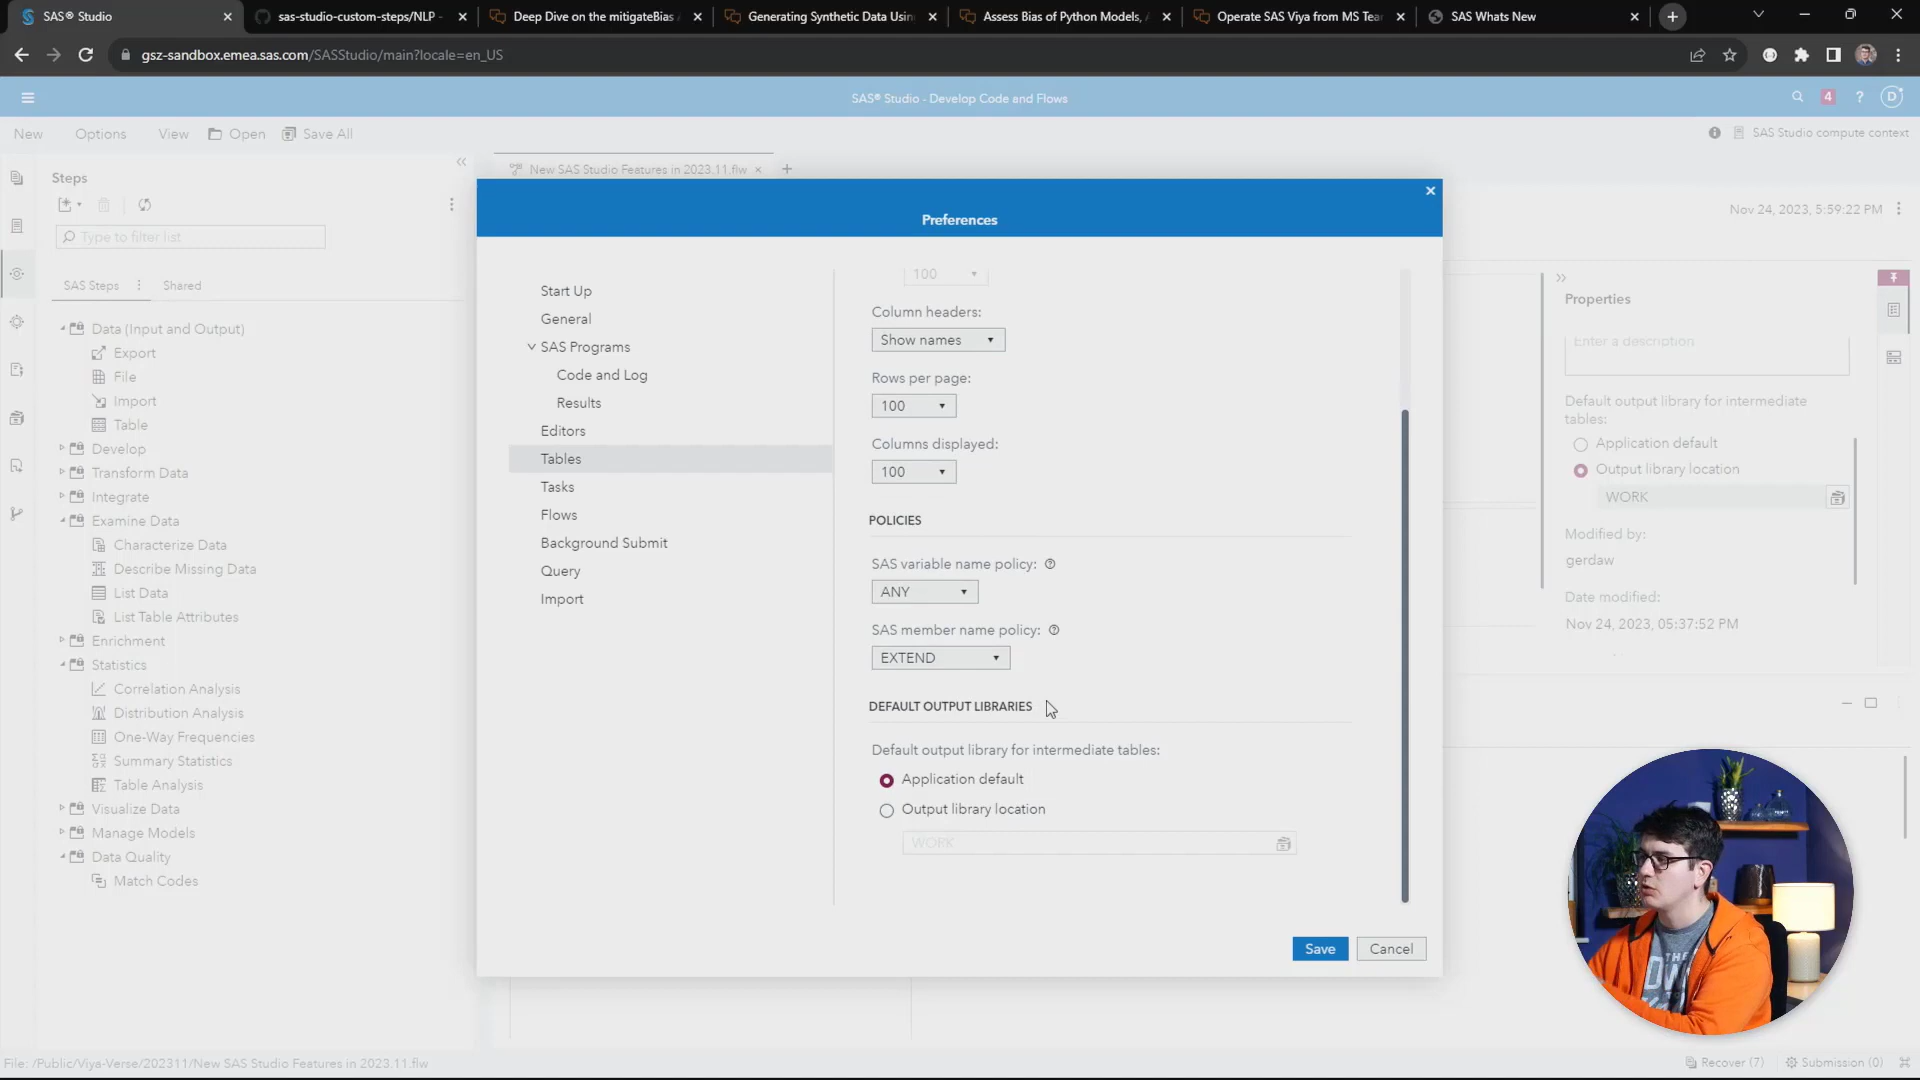 SAS® Studio
sas-studio-custom-steps/NLP -
Deep Dive on the mitigateBias
Generating Synthetic Data Usin
Assess Bias of Python Models,
Operate SAS Viya from MS Tea
SAS Whats New
gsz-sandbox.emea.sas.com/SASStudio/main?locale=en_US
SAS® Studio - Develop Code and Flows
4
?
D
New
Options
View
Open
Save All
SAS Studio compute context
New SAS Studio Features in 2023.11.flw
Steps
Type to filter list
SAS Steps
Shared
Data (Input and Output)
Export
File
Import
Table
Develop
Transform Data
Integrate
Examine Data
Characterize Data
Describe Missing Data
List Data
List Table Attributes
Enrichment
Statistics
Correlation Analysis
Distribution Analysis
One-Way Frequencies
Summary Statistics
Table Analysis
Visualize Data
Manage Models
Data Quality
Match Codes
Preferences
Start Up
General
SAS Programs
Code and Log
Results
Editors
Tables
Tasks
Flows
Background Submit
Query
Import
100
Column headers:
Show names
Rows per page:
100
Columns displayed:
100
POLICIES
SAS variable name policy:
ANY
SAS member name policy:
EXTEND
DEFAULT OUTPUT LIBRARIES
Default output library for intermediate tables:
Application default
Output library location
WORK
Save
Cancel
Nov 24, 2023, 5:59:22 PM
Properties
Enter a description
Default output library for intermediate
tables:
Application default
Output library location
WORK
Modified by:
gerdaw
Date modified:
Nov 24, 2023, 05:37:52 PM
THE
File: /Public/Viya-Verse/202311/New SAS Studio Features in 2023.11.flw
Recover (7)
Submission (0)